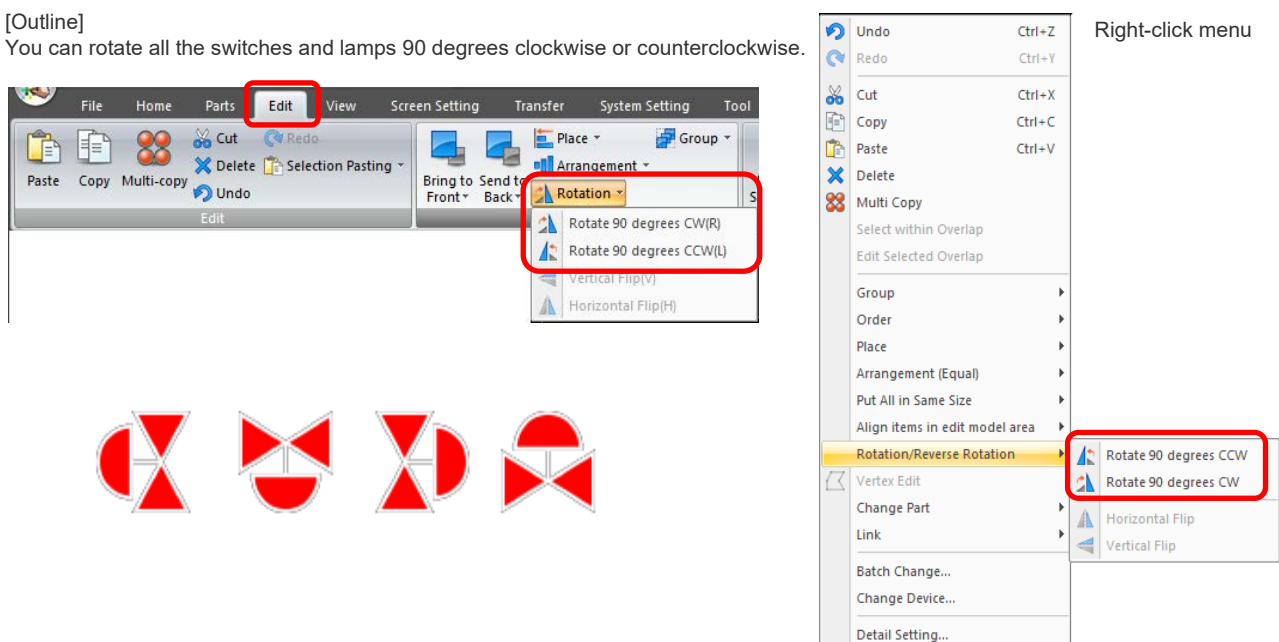 [Outline]
You can rotate all the switches and lamps 90 degrees clockwise or counterclockwise.
File Home Parts Edit View Screen Setting Transfer System Setting Tool
Paste
Copy
Multi-copy
Cut
Delete
Undo
Redo
Selection Pasting
Edit
Bring to
Front
Send to
Back
Place
Group
Arrangement
Rotation
Rotate 90 degrees CW(R)
Rotate 90 degrees CCW(L)
Vertical Flip(V)
Horizontal Flip(H)
Right-click menu
Undo Ctrl+Z
Redo Ctrl+Y
Cut Ctrl+X
Copy Ctrl+C
Paste Ctrl+V
Delete
Multi Copy
Select within Overlap
Edit Selected Overlap
Group
Order
Place
Arrangement (Equal)
Put All in Same Size
Align items in edit model area
Rotation/Reverse Rotation
Vertex Edit
Change Part
Link
Batch Change...
Change Device...
Detail Setting...
Rotate 90 degrees CCW
Rotate 90 degrees CW
Horizontal Flip
Vertical Flip